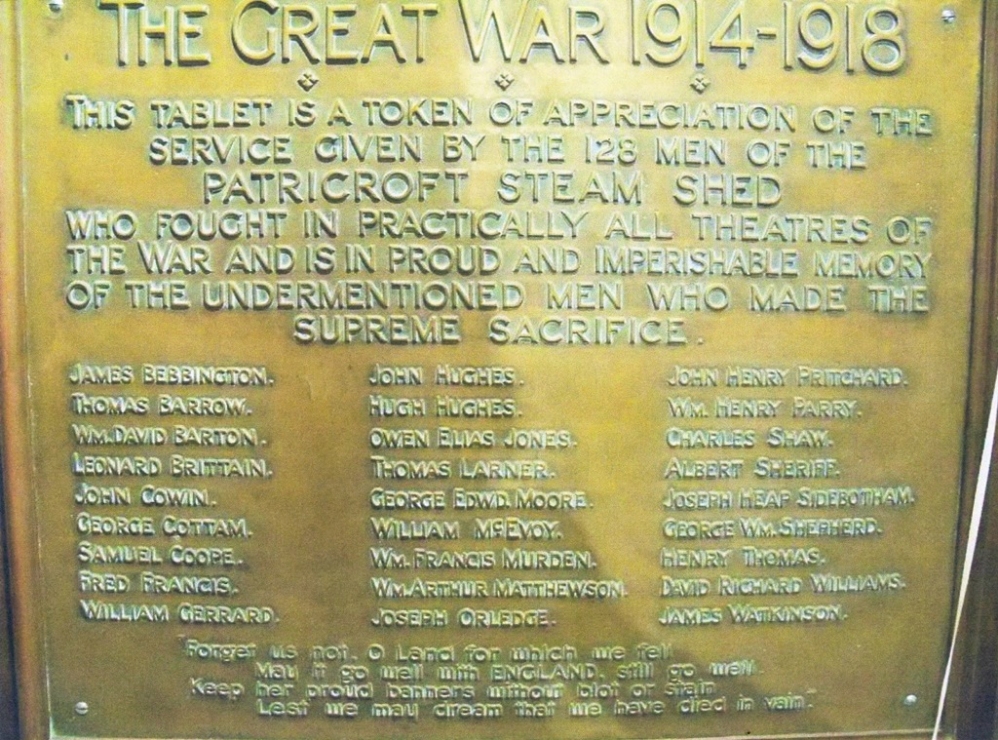 THE GREAT WAR 1914-1918
THIS TABLET IS A TOKEN OF APPRECIATION OF THE
SERVICE GIVEN BY THE 128 MEN OF THE
PATRICROFT STEAM SHED
WHO FOUGHT IN PRACTICALLY ALL THEATRES OF
THE WAR AND IS IN PROUD AND IMPERISHABLE MEMORY
OF THE UNDERMENTIONED MEN WHO MADE THE
SUPREME SACRIFICE.
JAMES BEBBINGTON.
THOMAS BARROW.
WM. DAVID BARTON.
LEONARD BRITTAIN.
JOHN COWIN.
GEORGE COTTAM.
SAMUEL COOPE.
FRED FRANCIS.
WILLIAM GERRARD.
JOHN HUGHES.
HUGH HUGHES.
OWEN ELIAS JONES.
THOMAS LARNER.
GEORGE EDWD. MOORE.
WILLIAM McEVOY.
WM. FRANCIS MURDEN.
WM. ARTHUR MATTHEWSON.
JOSEPH ORLEDGE.
JOHN HENRY PRITCHARD.
WM. HENRY PARRY.
CHARLES SHAW.
ALBERT SHERIFF.
JOSEPH HEAP SIDEBOTHAM.
GEORGE WM. SHEPHERD.
HENRY THOMAS.
DAVID RICHARD WILLIAMS.
JAMES WATKINSON.
"Forget us not, O Land for which we fell
May it go well with ENGLAND, still go well.
Keep her proud banners without blot or stain
Lest we may dream that we have died in vain."